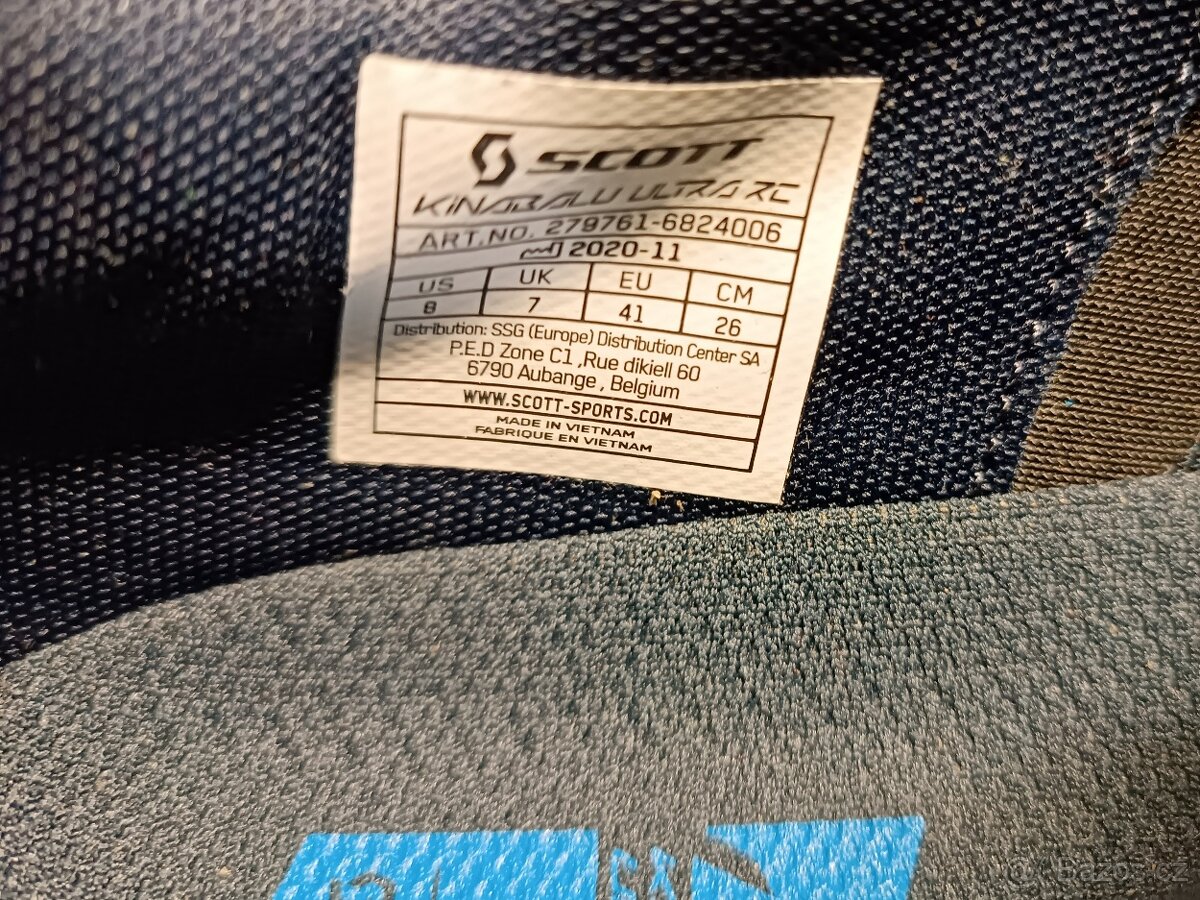 SCOTT
KINABALU ULTRA RC
ART.NO. 279761-6824006
2020-11
US UK EU CM
8 7 41 26
Distribution: SSG (Europe) Distribution Center SA
P.E.D Zone C1 ,Rue dikiell 60
6790 Aubange , Belgium
WWW.SCOTT-SPORTS.COM
MADE IN VIETNAM
FABRIQUE EN VIETNAM
Bazos.cz